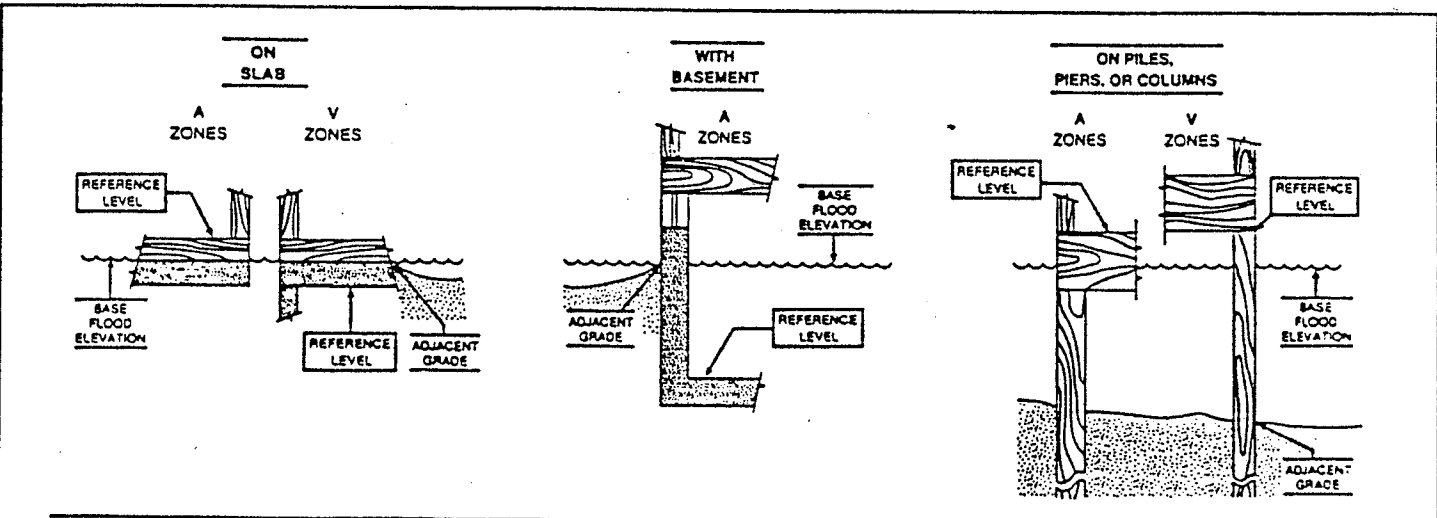 ON
SLAB
A
ZONES
V
ZONES
REFERENCE
LEVEL
BASE
FLOOD
ELEVATION
REFERENCE
LEVEL
ADJACENT
GRADE
WITH
BASEMENT
A
ZONES
BASE
FLOOD
ELEVATION
ADJACENT
GRADE
REFERENCE
LEVEL
ON PILES,
PIERS, OR COLUMNS
A
ZONES
V
ZONES
REFERENCE
LEVEL
REFERENCE
LEVEL
BASE
FLOOD
ELEVATION
ADJACENT
GRADE